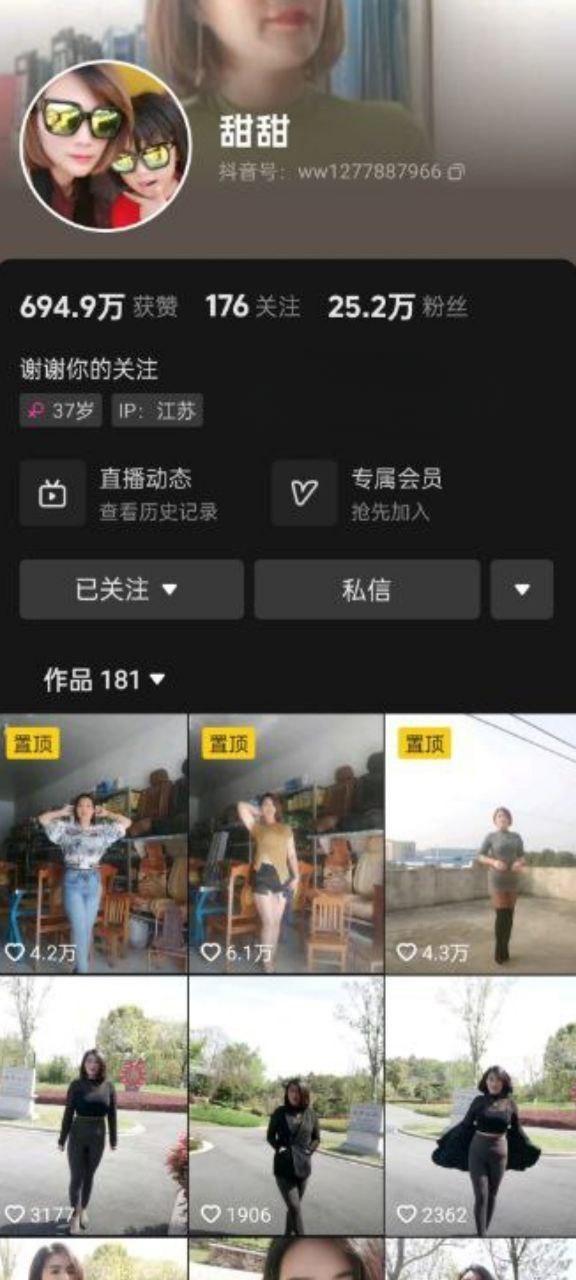 甜甜
抖音号：ww1277887966
694.9万 获赞 176 关注 25.2万 粉丝
谢谢你的关注
37岁 IP：江苏
直播动态 专属会员
查看历史记录 抢先加入
已关注 私信
作品 181
置顶 置顶 置顶
4.2万 6.1万 4.3万
3177 1906 2362